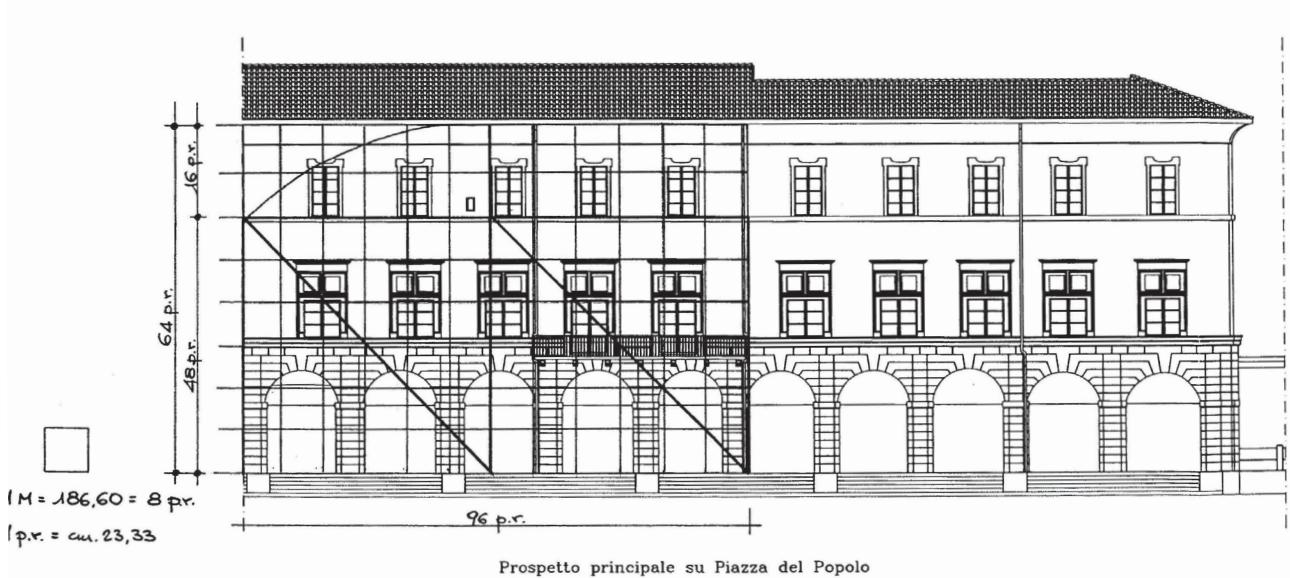 16 p.r.
64 p.r.
48 p.r.
1 M = 186,60 = 8 p.r.
1 p.r. = cm. 23,33
96 p.r.
Prospetto principale su Piazza del Popolo